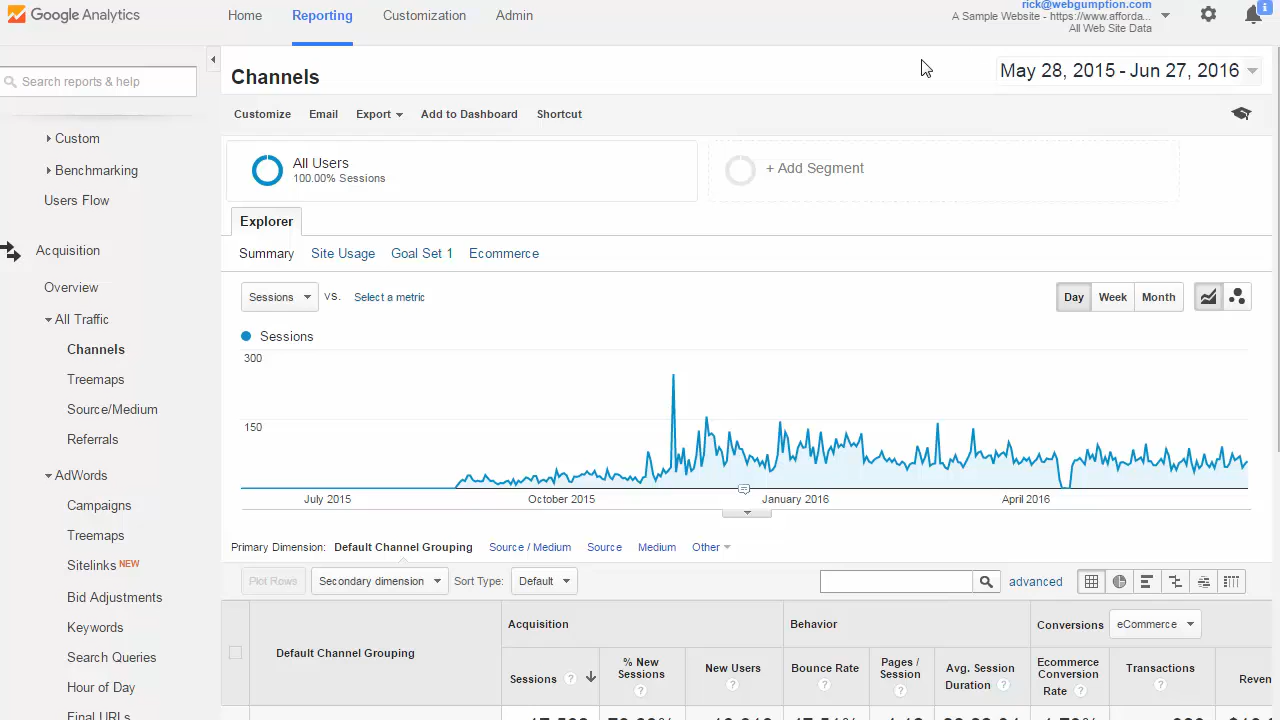 Google Analytics
Home
Reporting
Customization
Admin
rick@webgumption.com
A Sample Website - https://www.afforda...
All Web Site Data
i
Search reports & help
Custom
Benchmarking
Users Flow
Acquisition
Overview
All Traffic
Channels
Treemaps
Source/Medium
Referrals
AdWords
Campaigns
Treemaps
Sitelinks NEW
Bid Adjustments
Keywords
Search Queries
Hour of Day
Final URLs
Channels
May 28, 2015 - Jun 27, 2016
Customize Email Export Add to Dashboard Shortcut
All Users
100.00% Sessions
+ Add Segment
Explorer
Summary Site Usage Goal Set 1 Ecommerce
Sessions VS. Select a metric
Day Week Month
Sessions
300
150
July 2015 October 2015 January 2016 April 2016
Primary Dimension: Default Channel Grouping Source / Medium Source Medium Other
Plot Rows Secondary dimension Sort Type: Default
advanced
Default Channel Grouping
Acquisition
Behavior
Conversions eCommerce
Sessions ?
% New Sessions ?
New Users ?
Bounce Rate ?
Pages / Session ?
Avg. Session Duration ?
Ecommerce Conversion Rate ?
Transactions ?
Reven